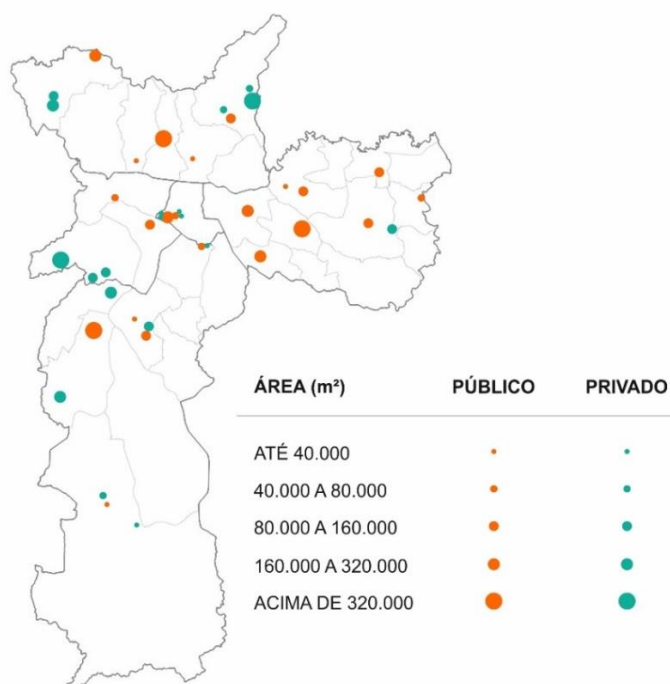 ÁREA (m²) PÚBLICO PRIVADO
ATÉ 40.000
40.000 A 80.000
80.000 A 160.000
160.000 A 320.000
ACIMA DE 320.000